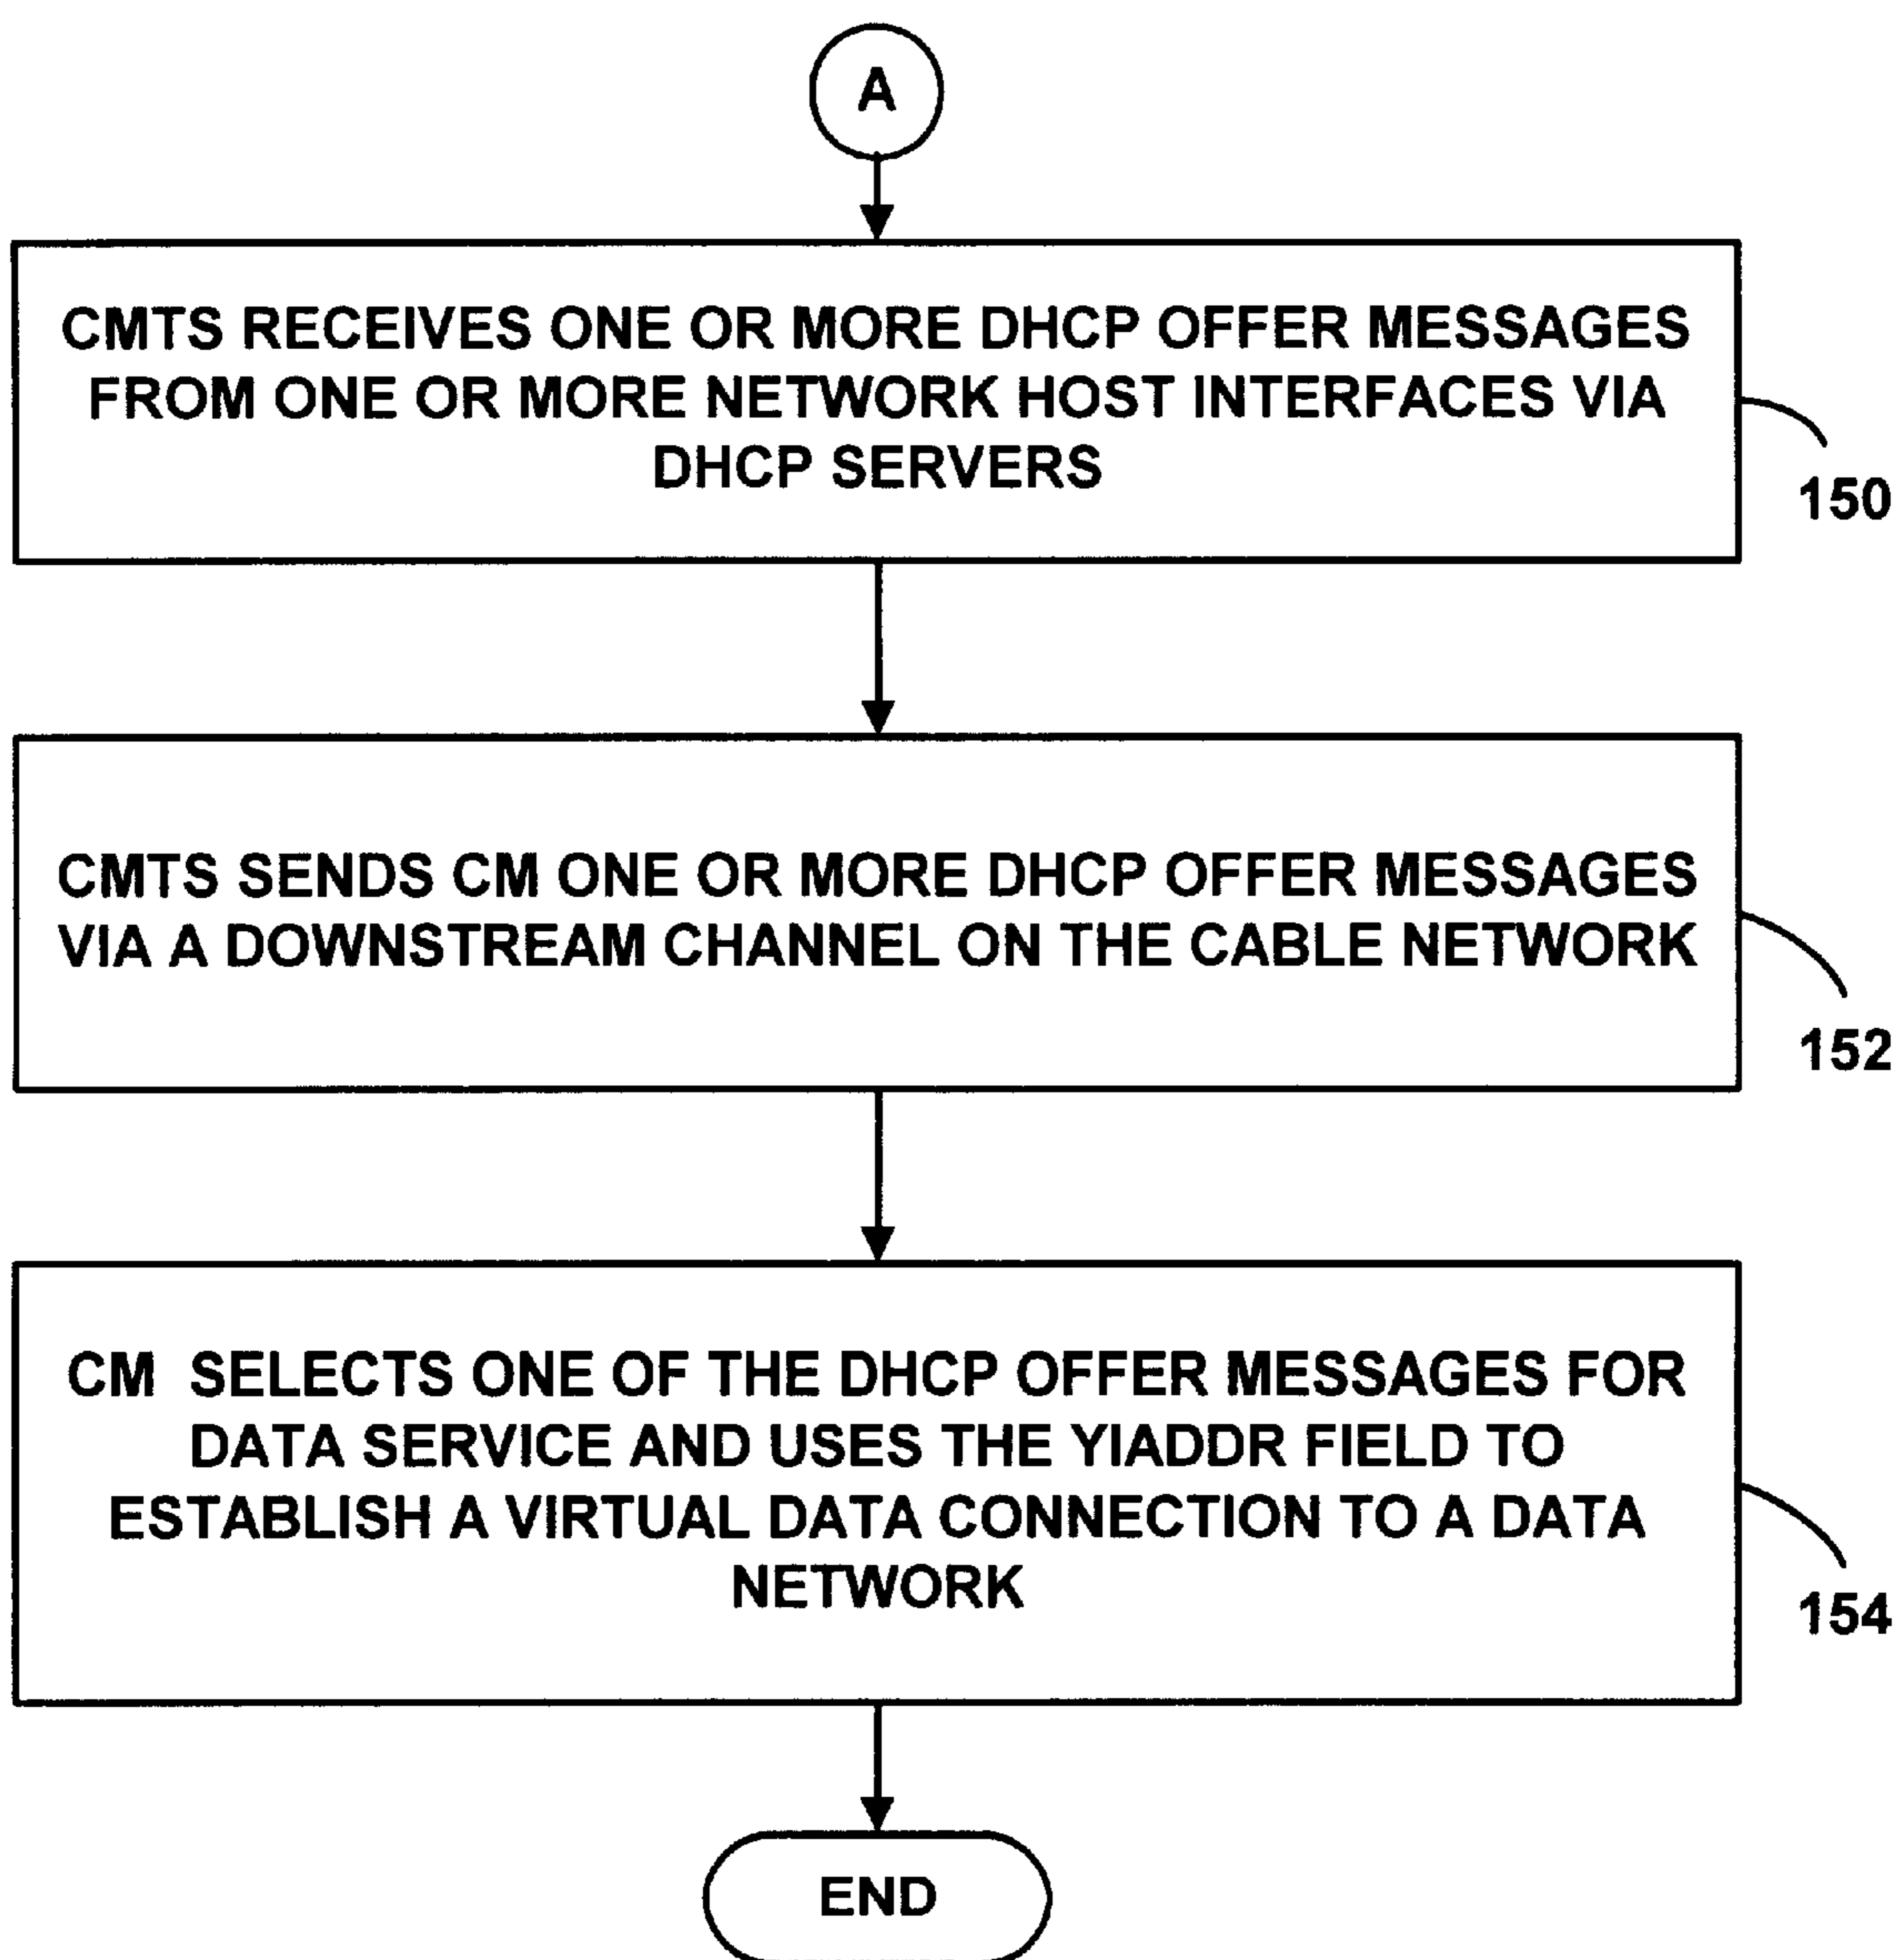 A
CMTS RECEIVES ONE OR MORE DHCP OFFER MESSAGES
FROM ONE OR MORE NETWORK HOST INTERFACES VIA
DHCP SERVERS
150
CMTS SENDS CM ONE OR MORE DHCP OFFER MESSAGES
VIA A DOWNSTREAM CHANNEL ON THE CABLE NETWORK
152
CM SELECTS ONE OF THE DHCP OFFER MESSAGES FOR
DATA SERVICE AND USES THE YIADDR FIELD TO
ESTABLISH A VIRTUAL DATA CONNECTION TO A DATA
NETWORK
154
END